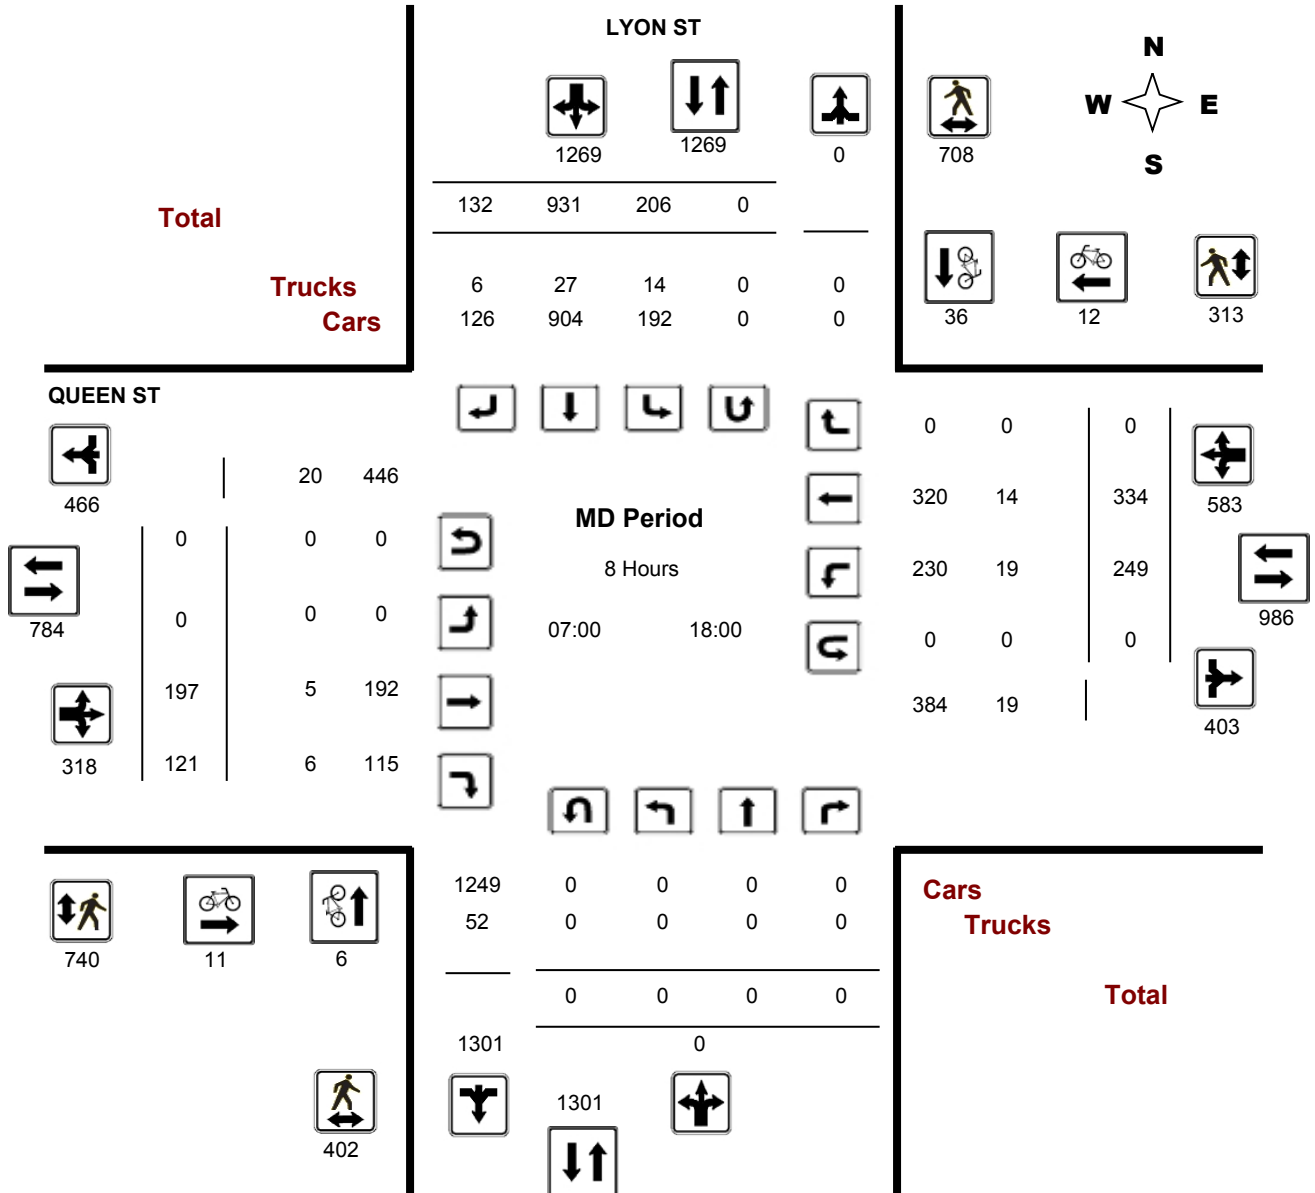 LYON ST
N
W E
S
1269 1269 0 708
132 931 206 0
Total
Trucks 6 27 14 0 0
Cars 126 904 192 0 0
36 12 313
QUEEN ST
0 0 0
20 446
466
320 14 334 583
MD Period
0 0 0
8 Hours
230 19 249
784
0 0 0
07:00 18:00
986
0 0 0
197 5 192
384 19
403
318 121 6 115
1249 0 0 0 0
52 0 0 0 0
Cars
Trucks
740 11 6
0 0 0 0
Total
1301 0
1301
402